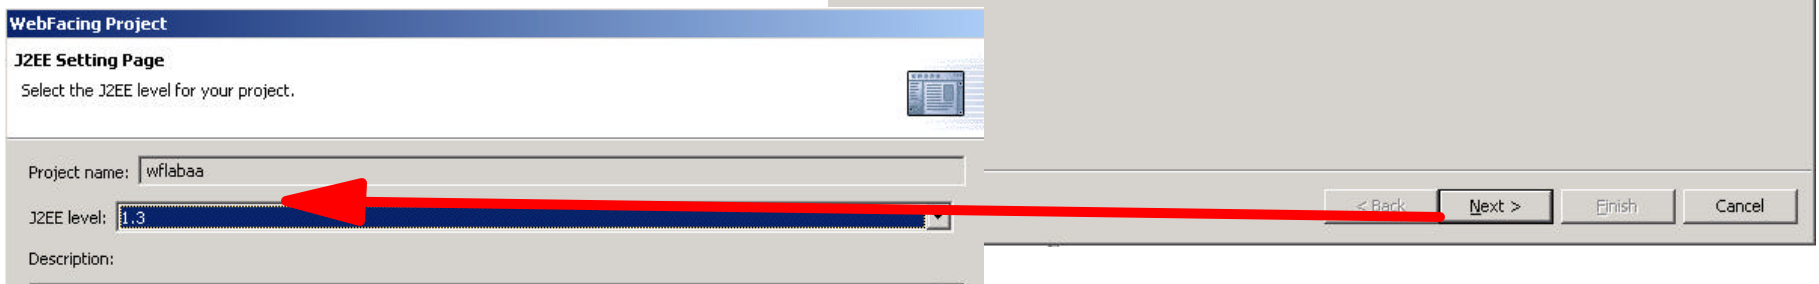 WebFacing Project
J2EE Setting Page
Select the J2EE level for your project.
Project name: wflabaa
J2EE level: 1.3
Description:
< Back Next > Finish Cancel